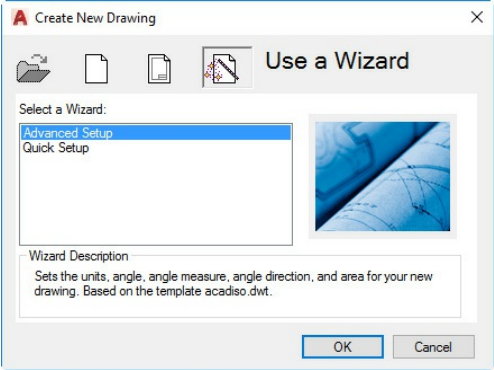 Create New Drawing
Use a Wizard
Select a Wizard:
Advanced Setup
Quick Setup
Wizard Description
Sets the units, angle, angle measure, angle direction, and area for your new
drawing. Based on the template acadiso.dwt.
OK Cancel